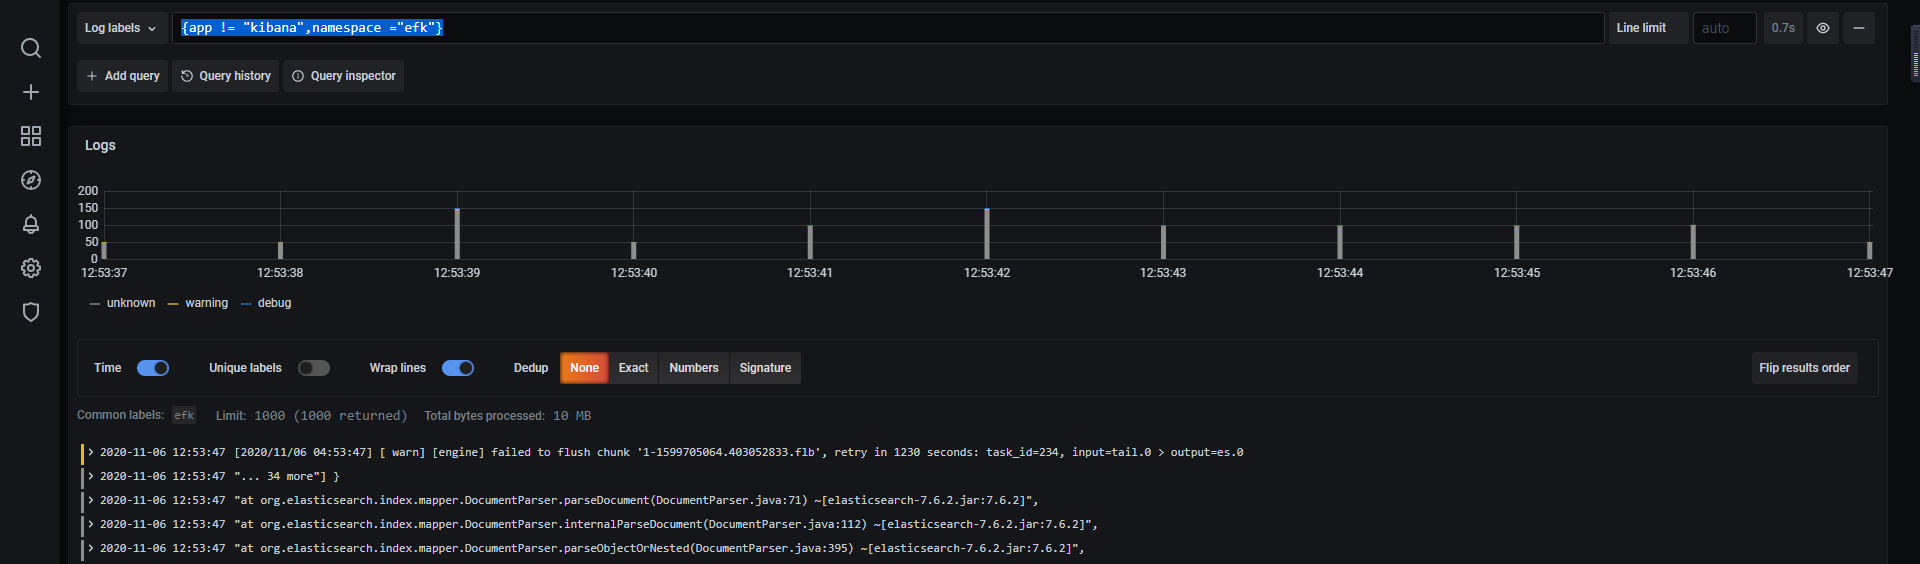 Log labels {app != "kibana",namespace ="efk"} Line limit auto 0.7s
Add query Query history Query inspector
Logs
200
150
100
50
0
12:53:37 12:53:38 12:53:39 12:53:40 12:53:41 12:53:42 12:53:43 12:53:44 12:53:45 12:53:46 12:53:47
unknown warning debug
Time Unique labels Wrap lines Dedup None Exact Numbers Signature Flip results order
Common labels: efk Limit: 1000 (1000 returned) Total bytes processed: 10 MB
2020-11-06 12:53:47 [2020/11/06 04:53:47] [ warn] [engine] failed to flush chunk '1-1599705064.403052833.flb', retry in 1230 seconds: task_id=234, input=tail.0 > output=es.0
2020-11-06 12:53:47 "... 34 more"] }
2020-11-06 12:53:47 "at org.elasticsearch.index.mapper.DocumentParser.parseDocument(DocumentParser.java:71) ~[elasticsearch-7.6.2.jar:7.6.2]",
2020-11-06 12:53:47 "at org.elasticsearch.index.mapper.DocumentParser.internalParseDocument(DocumentParser.java:112) ~[elasticsearch-7.6.2.jar:7.6.2]",
2020-11-06 12:53:47 "at org.elasticsearch.index.mapper.DocumentParser.parseObjectOrNested(DocumentParser.java:395) ~[elasticsearch-7.6.2.jar:7.6.2]",